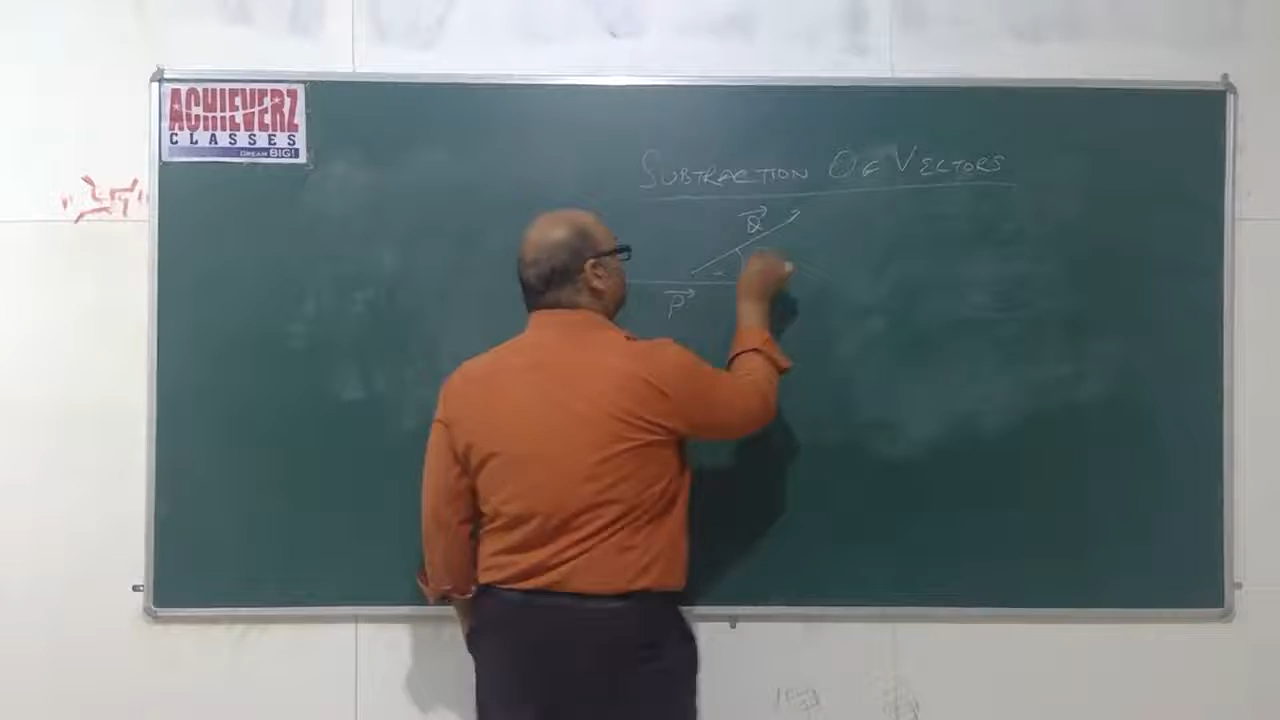 ACHIEVERZ
CLASSES
DREAM BIG!
SUBTRACTION OF VECTORS
Q
P